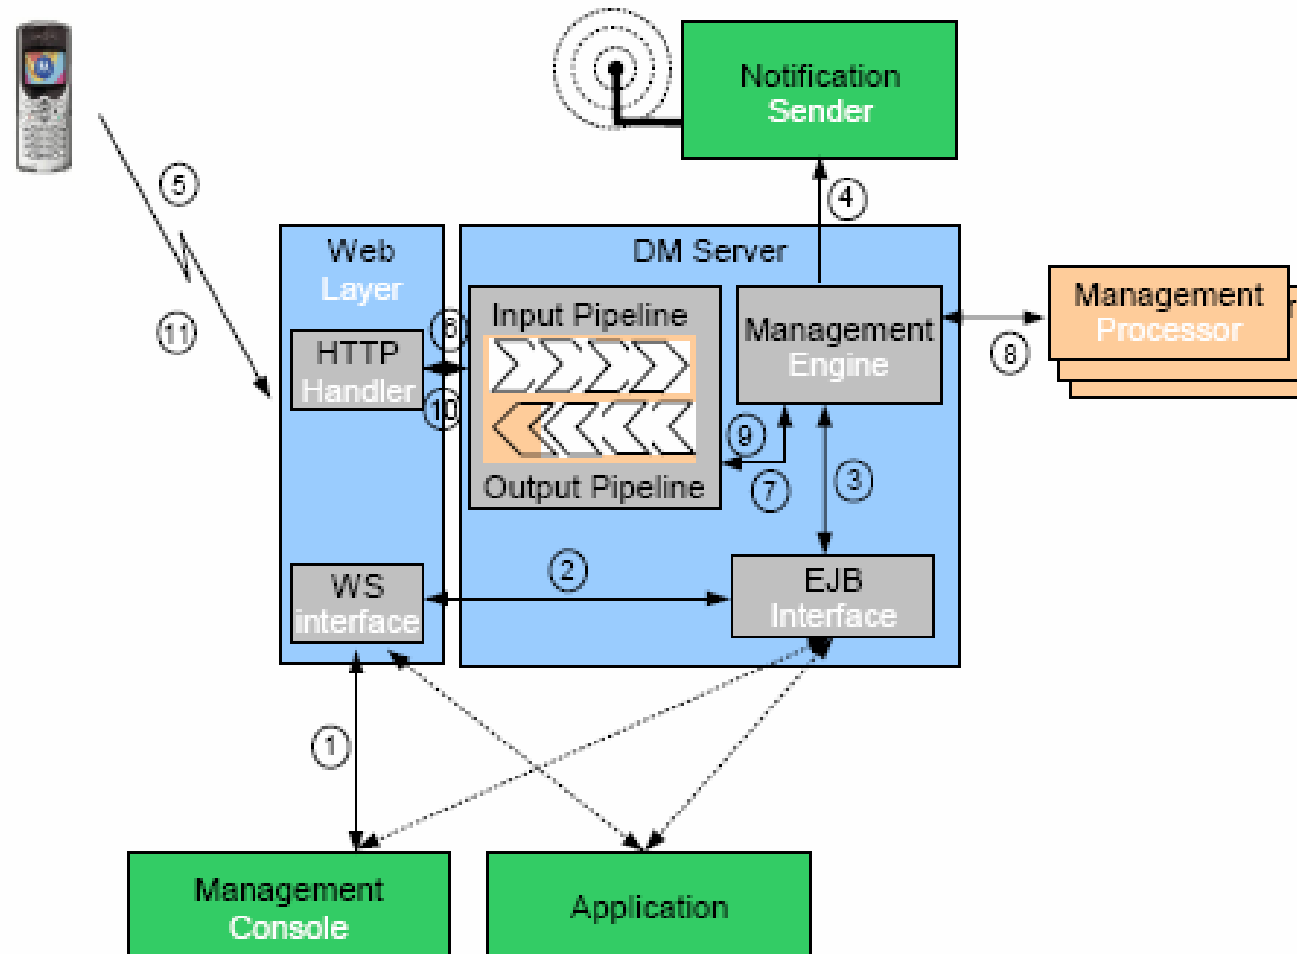 Notification
Sender
5
4
Web
Layer
DM Server
11
Input Pipeline
Management
Engine
Management
Processor
HTTP
Handler
8
10
9
7
3
Output Pipeline
2
WS
interface
EJB
Interface
1
Management
Console
Application